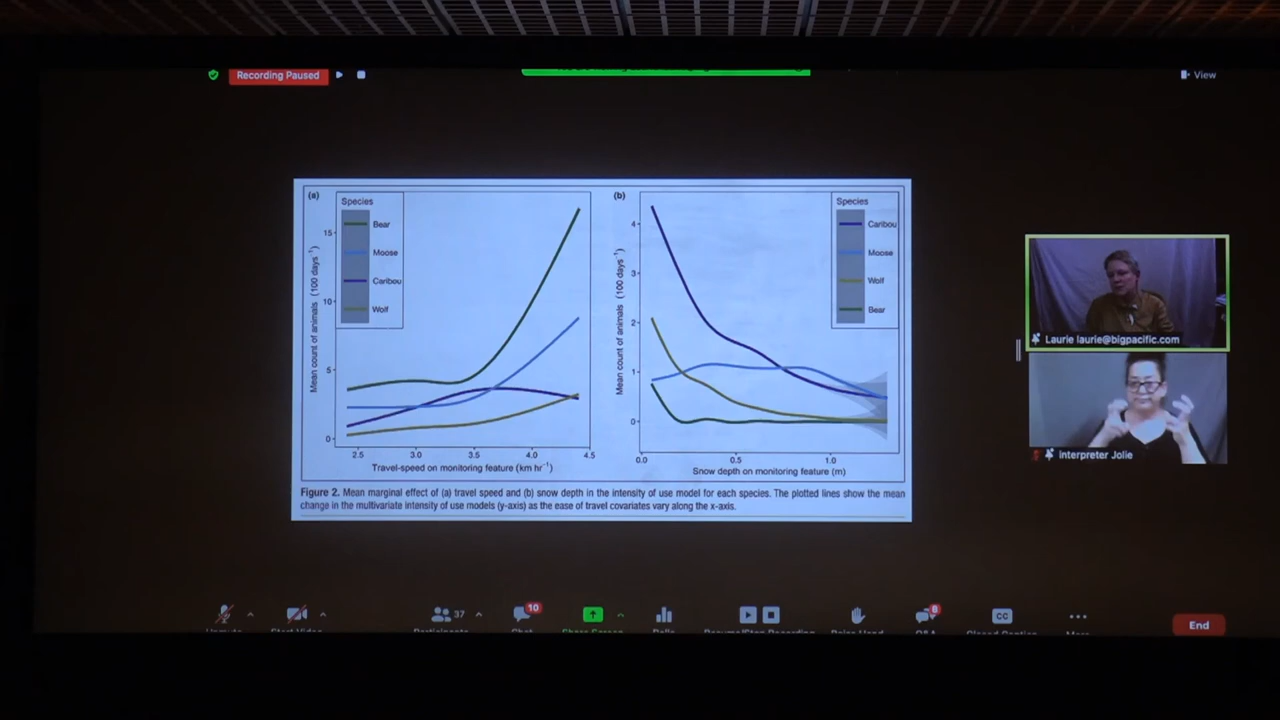 Recording Paused
View
(a)
Species
Bear
Moose
Caribou
Wolf
15
10
5
0
Mean count of animals (100 days⁻¹)
2.5 3.0 3.5 4.0 4.5
Travel-speed on monitoring feature (km hr⁻¹)
(b)
Species
Caribou
Moose
Wolf
Bear
4
3
2
1
0
Mean count of animals (100 days⁻¹)
0.0 0.5 1.0
Snow depth on monitoring feature (m)
Figure 2. Mean marginal effect of (a) travel speed and (b) snow depth in the intensity of use model for each species. The plotted lines show the mean
change in the multivariate intensity of use models (y-axis) as the ease of travel covariates vary along the x-axis.
Laurie laurie@bigpacific.com
interpreter Jolie
37
10
8
CC
End